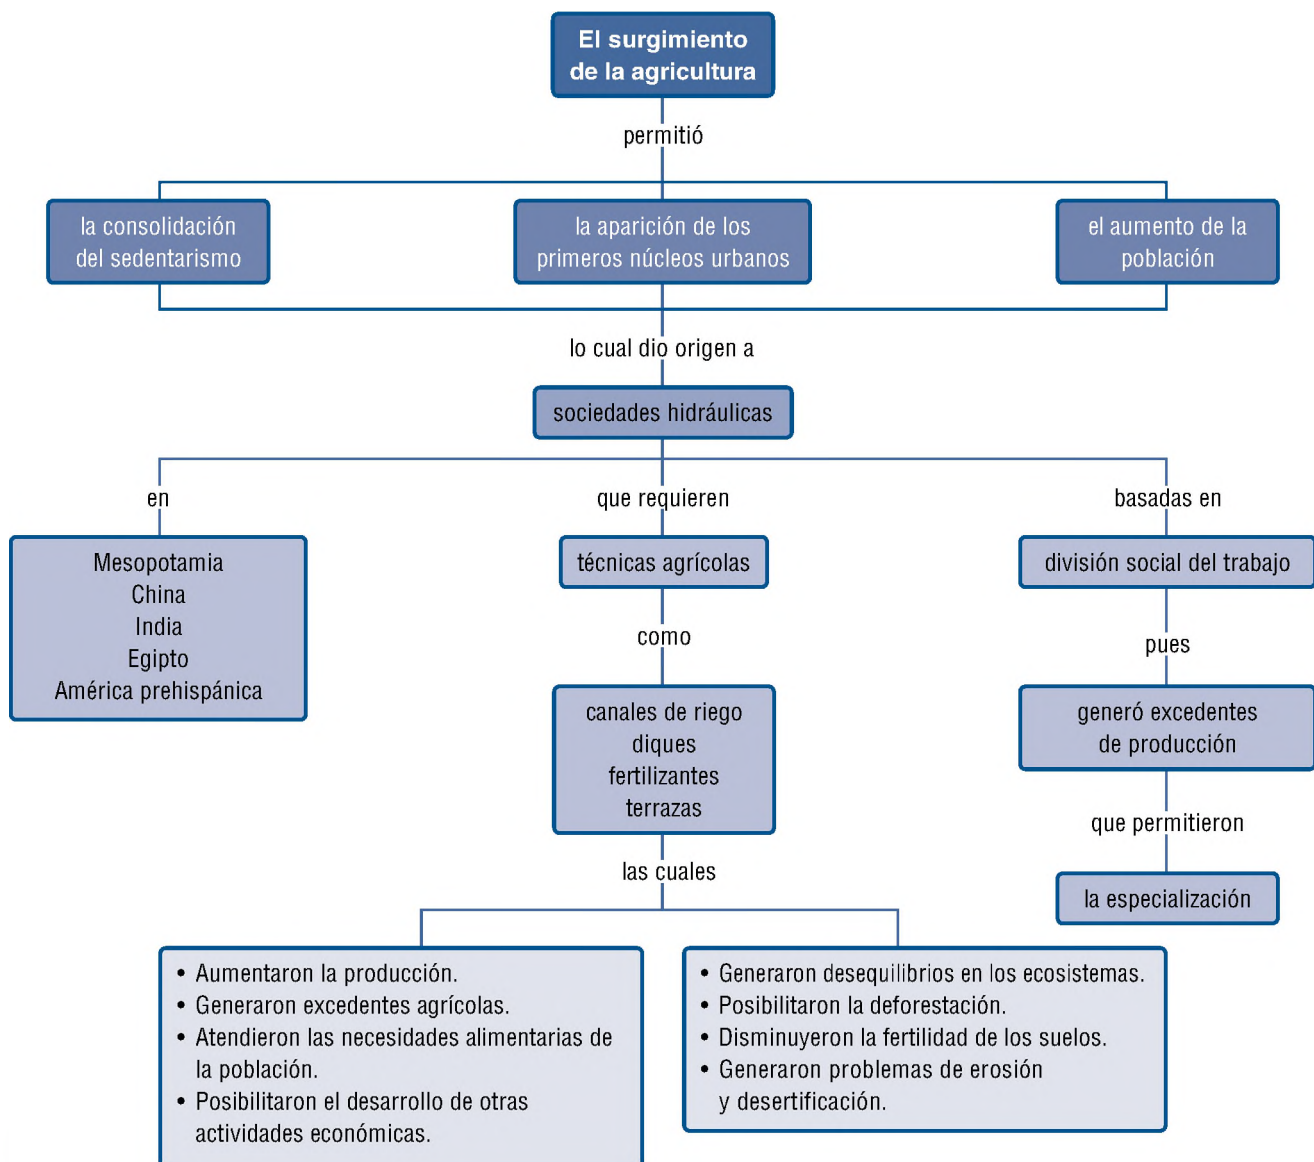 El surgimiento
de la agricultura
permitió
la consolidación
del sedentarismo
la aparición de los
primeros núcleos urbanos
el aumento de la
población
lo cual dio origen a
sociedades hidráulicas
en
que requieren
basadas en
Mesopotamia
China
India
Egipto
América prehispánica
técnicas agrícolas
como
canales de riego
diques
fertilizantes
terrazas
las cuales
división social del trabajo
pues
generó excedentes
de producción
que permitieron
la especialización
• Aumentaron la producción.
• Generaron excedentes agrícolas.
• Atendieron las necesidades alimentarias de
la población.
• Posibilitaron el desarrollo de otras
actividades económicas.
• Generaron desequilibrios en los ecosistemas.
• Posibilitaron la deforestación.
• Disminuyeron la fertilidad de los suelos.
• Generaron problemas de erosión
y desertificación.